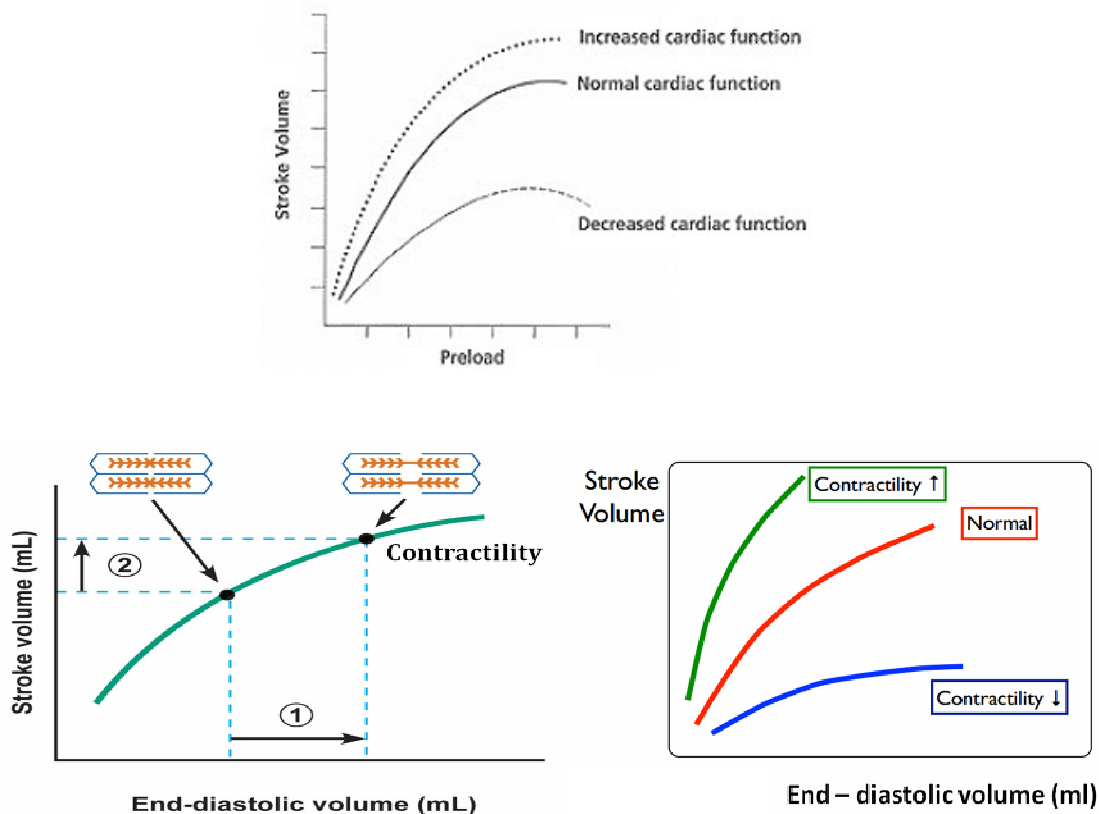 Increased cardiac function
Normal cardiac function
Stroke Volume
Decreased cardiac function
Preload
②
Contractility
Stroke volume (mL)
①
End-diastolic volume (mL)
Stroke
Volume
Contractility ↑
Normal
Contractility ↓
End – diastolic volume (ml)